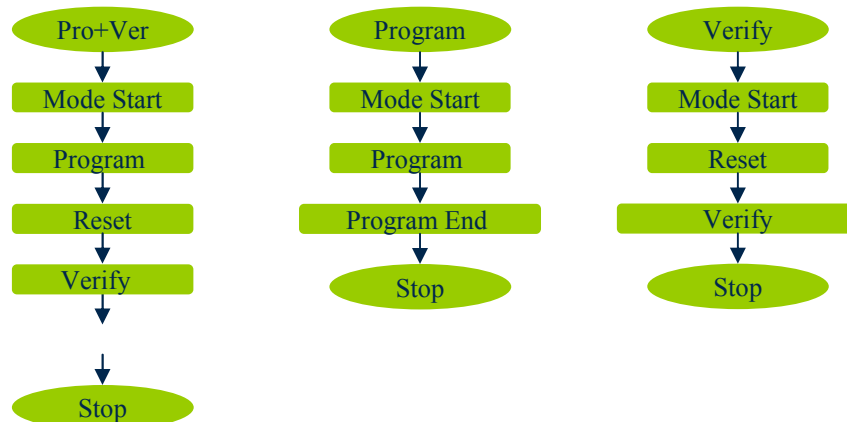 Pro+Ver
Mode Start
Program
Reset
Verify
Stop
Program
Mode Start
Program
Program End
Stop
Verify
Mode Start
Reset
Verify
Stop